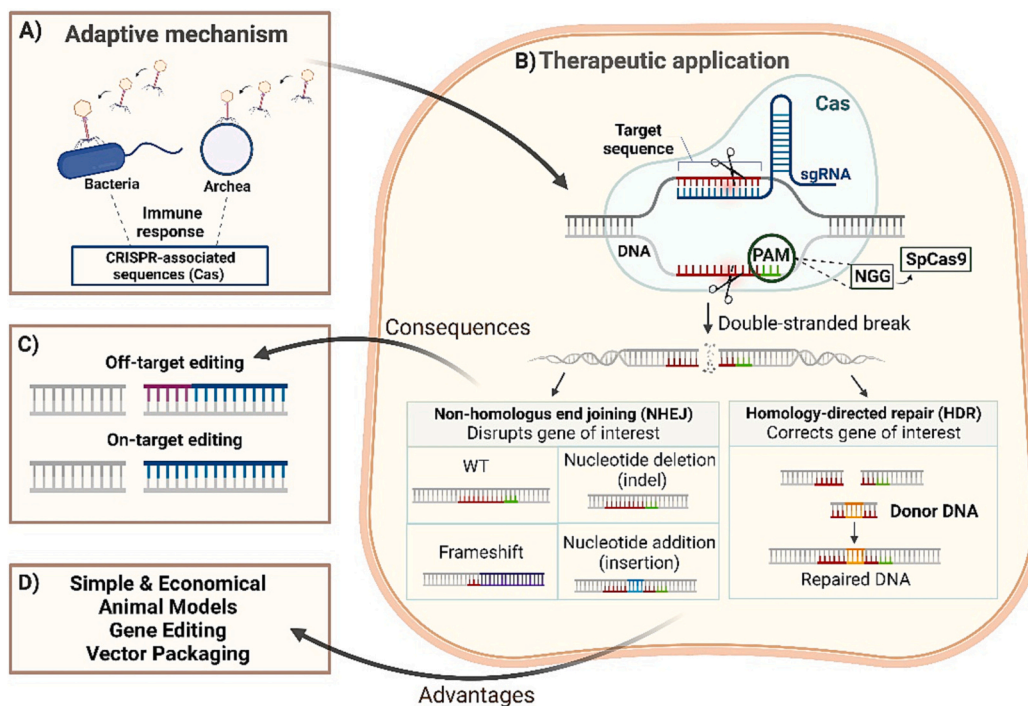 A)
Adaptive mechanism
Bacteria
Archea
Immune
response
CRISPR-associated
sequences (Cas)
B) Therapeutic application
Cas
Target
sequence
sgRNA
DNA
PAM
NGG
SpCas9
Double-stranded break
Consequences
Non-homologus end joining (NHEJ)
Disrupts gene of interest
WT
Nucleotide deletion
(indel)
Frameshift
Nucleotide addition
(insertion)
Homology-directed repair (HDR)
Corrects gene of interest
Donor DNA
Repaired DNA
C)
Off-target editing
On-target editing
D)
Simple & Economical
Animal Models
Gene Editing
Vector Packaging
Advantages